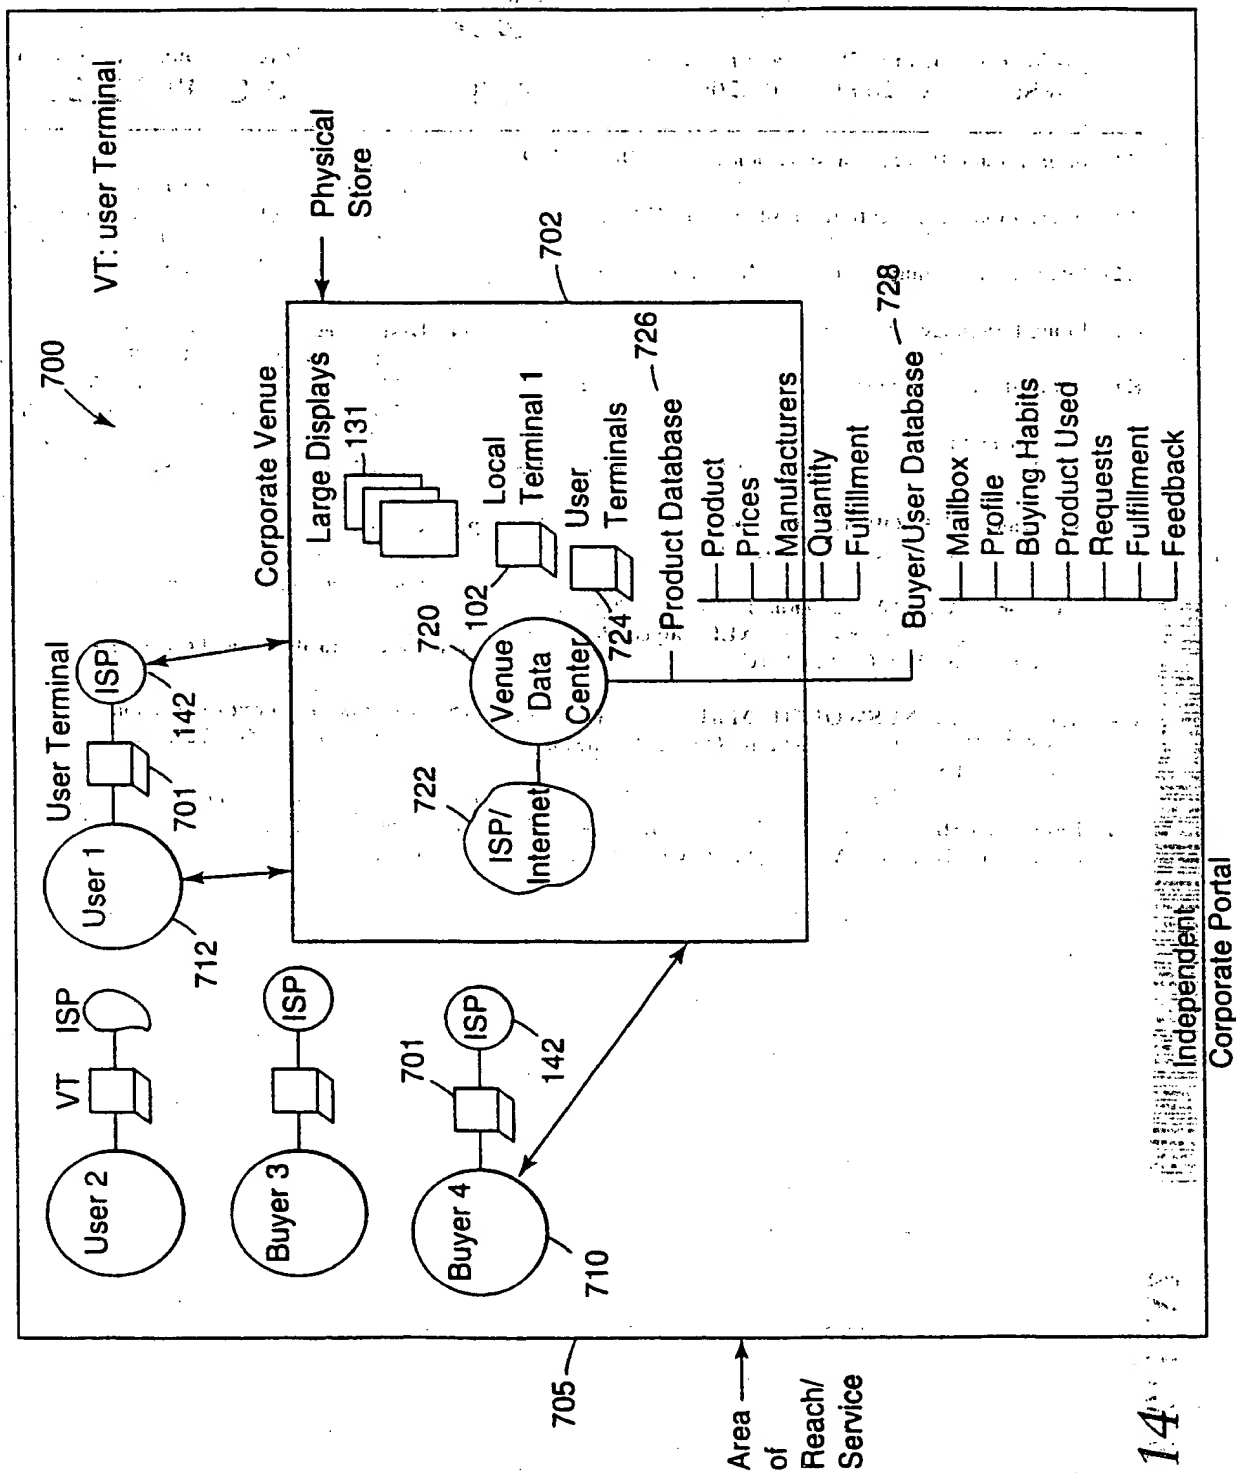 700
VT: user Terminal
User 2
VT
ISP
User 1
712
User Terminal
701
ISP
142
Buyer 3
ISP
Buyer 4
710
701
ISP
142
Corporate Venue
Physical
Store
702
Large Displays
131
Local
Terminal 1
102
User
Terminals
724
720
Venue
Data
Center
722
ISP/
Internet
Product Database
726
Product
Prices
Manufacturers
Quantity
Fulfillment
Buyer/User Database
728
Mailbox
Profile
Buying Habits
Product Used
Requests
Fulfillment
Feedback
705
Area
of
Reach/
Service
Independent
Corporate Portal
14